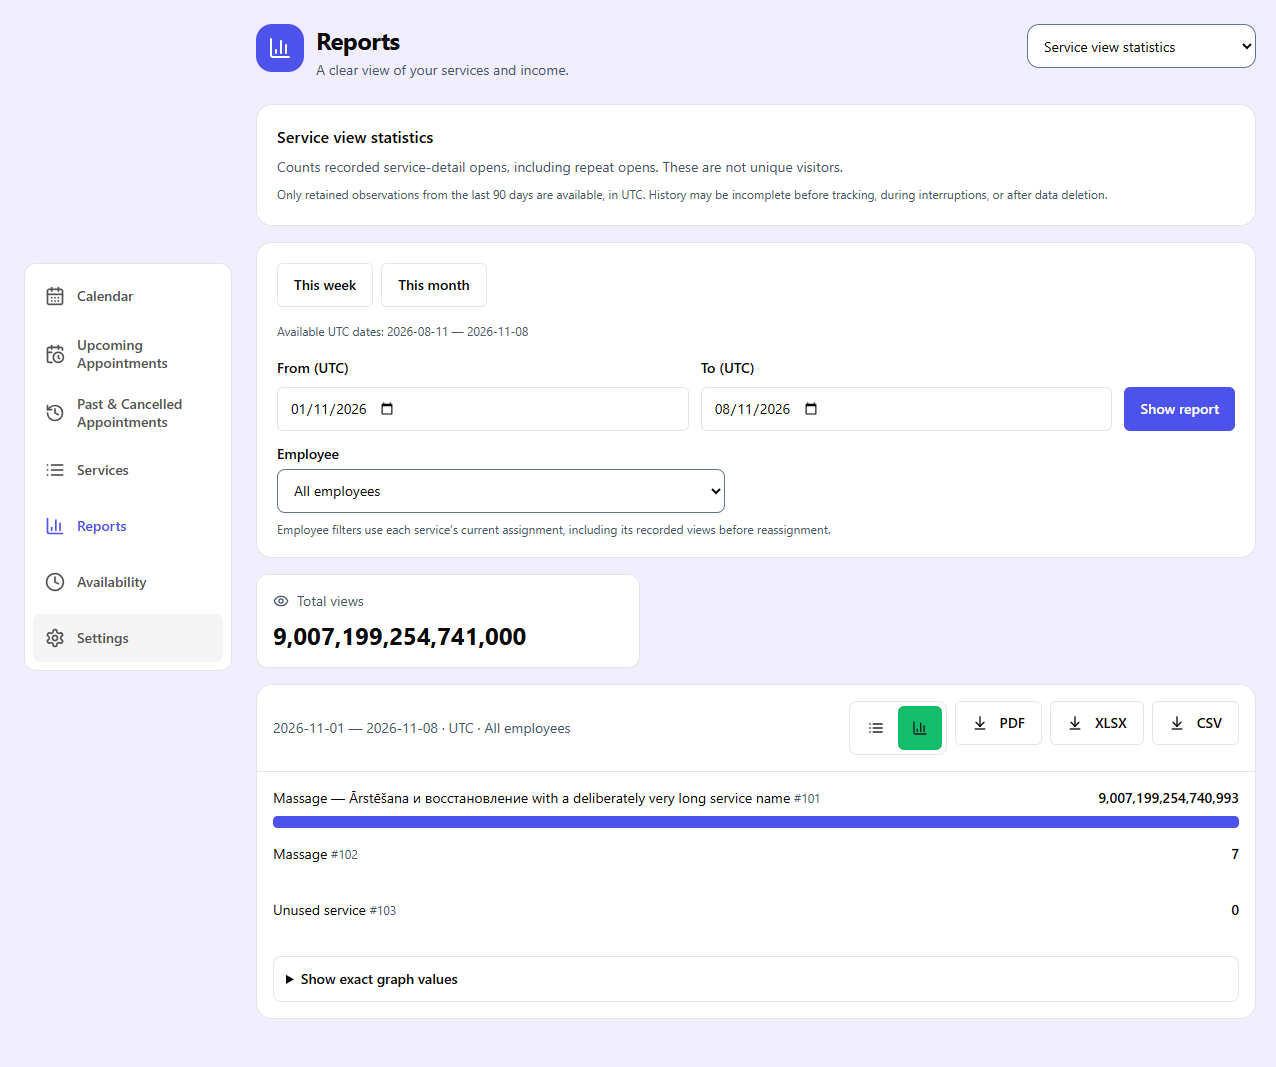 Reports
A clear view of your services and income.
Service view statistics
Service view statistics
Counts recorded service-detail opens, including repeat opens. These are not unique visitors.
Only retained observations from the last 90 days are available, in UTC. History may be incomplete before tracking, during interruptions, or after data deletion.
Calendar
Upcoming
Appointments
Past & Cancelled
Appointments
Services
Reports
Availability
Settings
This week
This month
Available UTC dates: 2026-08-11 — 2026-11-08
From (UTC)
To (UTC)
01/11/2026
08/11/2026
Show report
Employee
All employees
Employee filters use each service's current assignment, including its recorded views before reassignment.
Total views
9,007,199,254,741,000
2026-11-01 — 2026-11-08 · UTC · All employees
PDF
XLSX
CSV
Massage — Ārstēšana и восстановление with a deliberately very long service name #101
9,007,199,254,740,993
Massage #102
7
Unused service #103
0
Show exact graph values